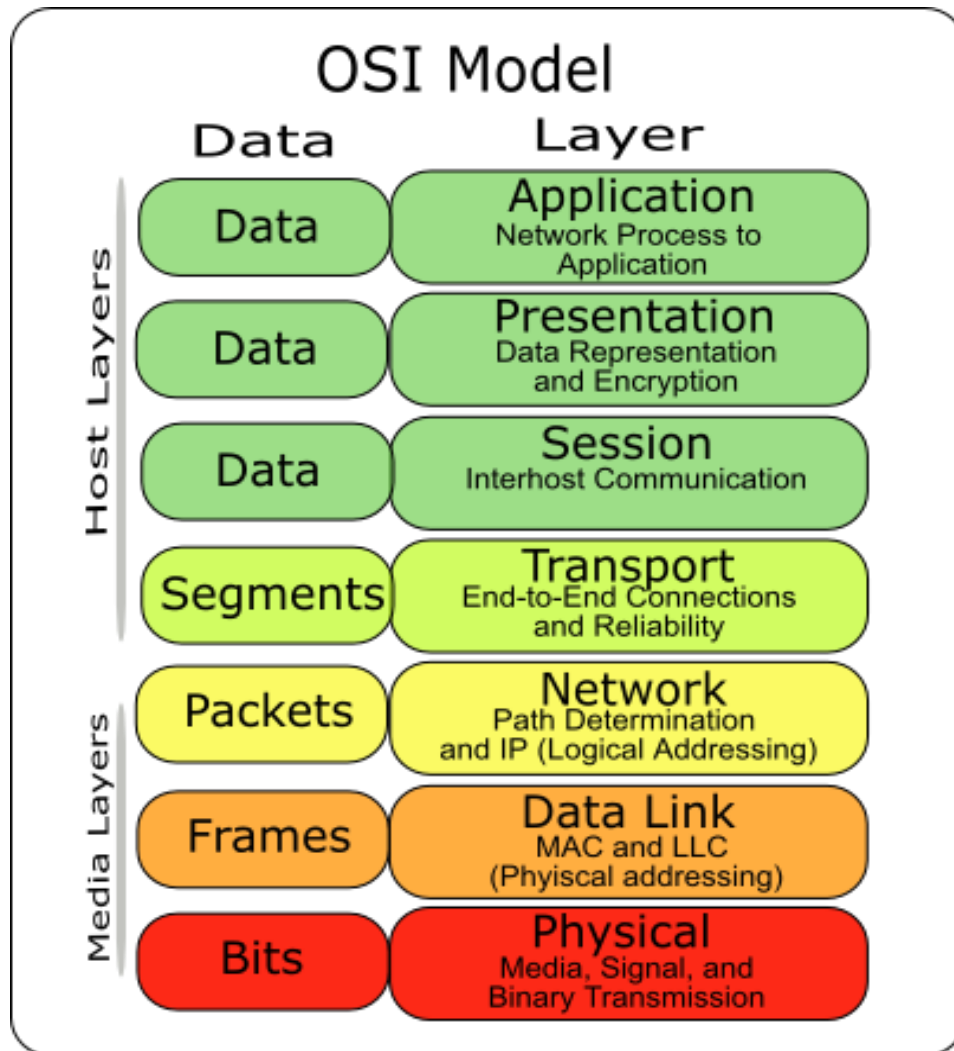 OSI Model
Data Layer
Host Layers
Data
Application
Network Process to
Application
Data
Presentation
Data Representation
and Encryption
Data
Session
Interhost Communication
Segments
Transport
End-to-End Connections
and Reliability
Media Layers
Packets
Network
Path Determination
and IP (Logical Addressing)
Frames
Data Link
MAC and LLC
(Phyiscal addressing)
Bits
Physical
Media, Signal, and
Binary Transmission